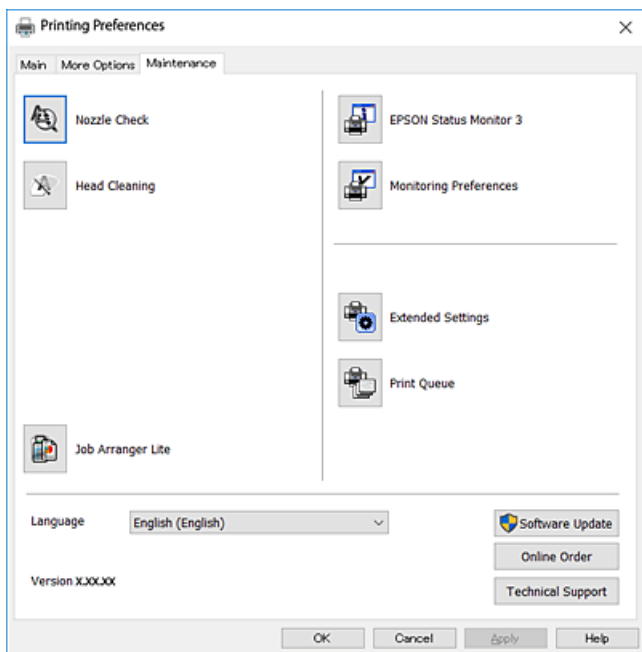 Printing Preferences
Main More Options Maintenance
Nozzle Check
EPSON Status Monitor 3
Head Cleaning
Monitoring Preferences
Extended Settings
Print Queue
Job Arranger Lite
Language English (English)
Software Update
Online Order
Version X.XX.XX
Technical Support
OK Cancel Apply Help